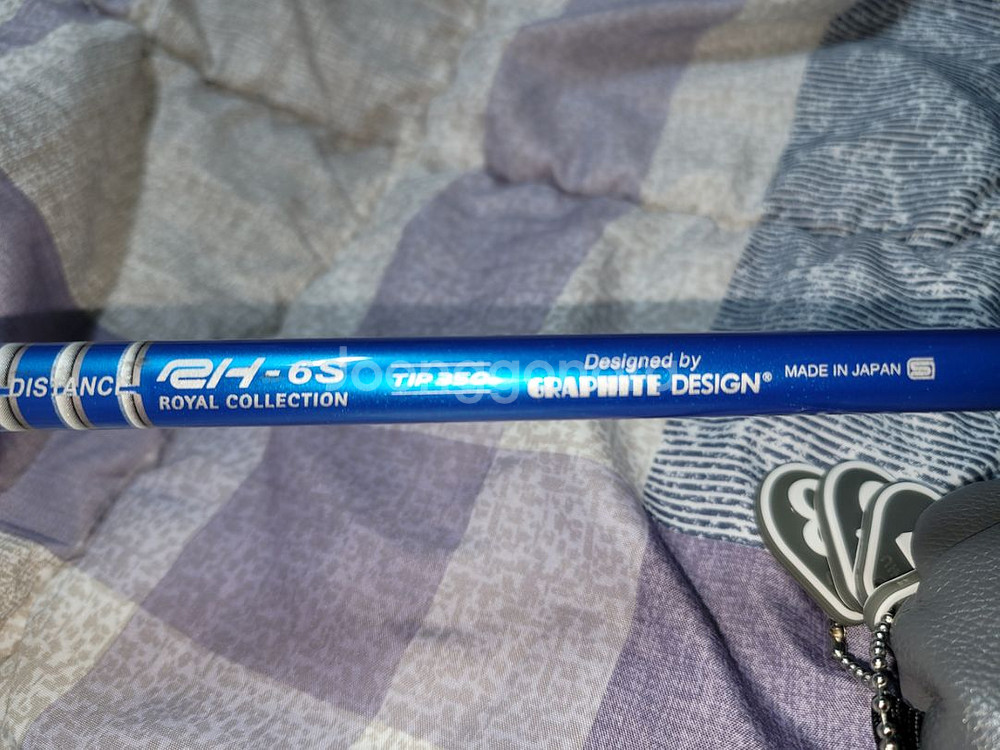 DISTANCE
RH-6S
ROYAL COLLECTION
TIP 350
Designed by
GRAPHITE DESIGN®
MADE IN JAPAN S